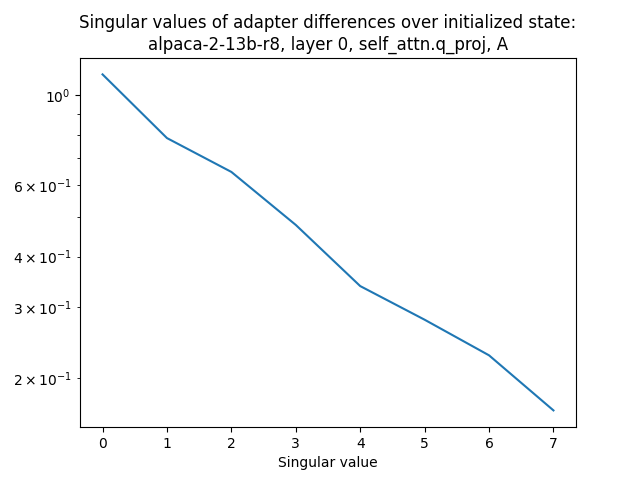 Singular values of adapter differences over initialized state:
alpaca-2-13b-r8, layer 0, self_attn.q_proj, A
10⁰
6 × 10⁻¹
4 × 10⁻¹
3 × 10⁻¹
2 × 10⁻¹
0 1 2 3 4 5 6 7
Singular value